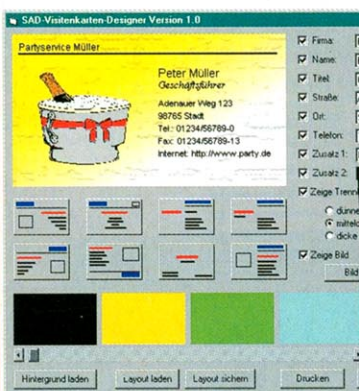 SAD-Visitenkarten-Designer Version 1.0
Partyservice Müller
Peter Müller
Geschäftsführer
Adenauer Weg 123
98765 Stadt
Tel.: 01234/56789-0
Fax: 01234/56789-13
Internet: http://www.party.de
Firma:
Name:
Titel:
Straße:
Ort:
Telefon:
Zusatz 1:
Zusatz 2:
Zeige Trenn
dünne
mitteld
dicke
Zeige Bild
Bild
Hintergrund laden
Layout laden
Layout sichern
Drucken